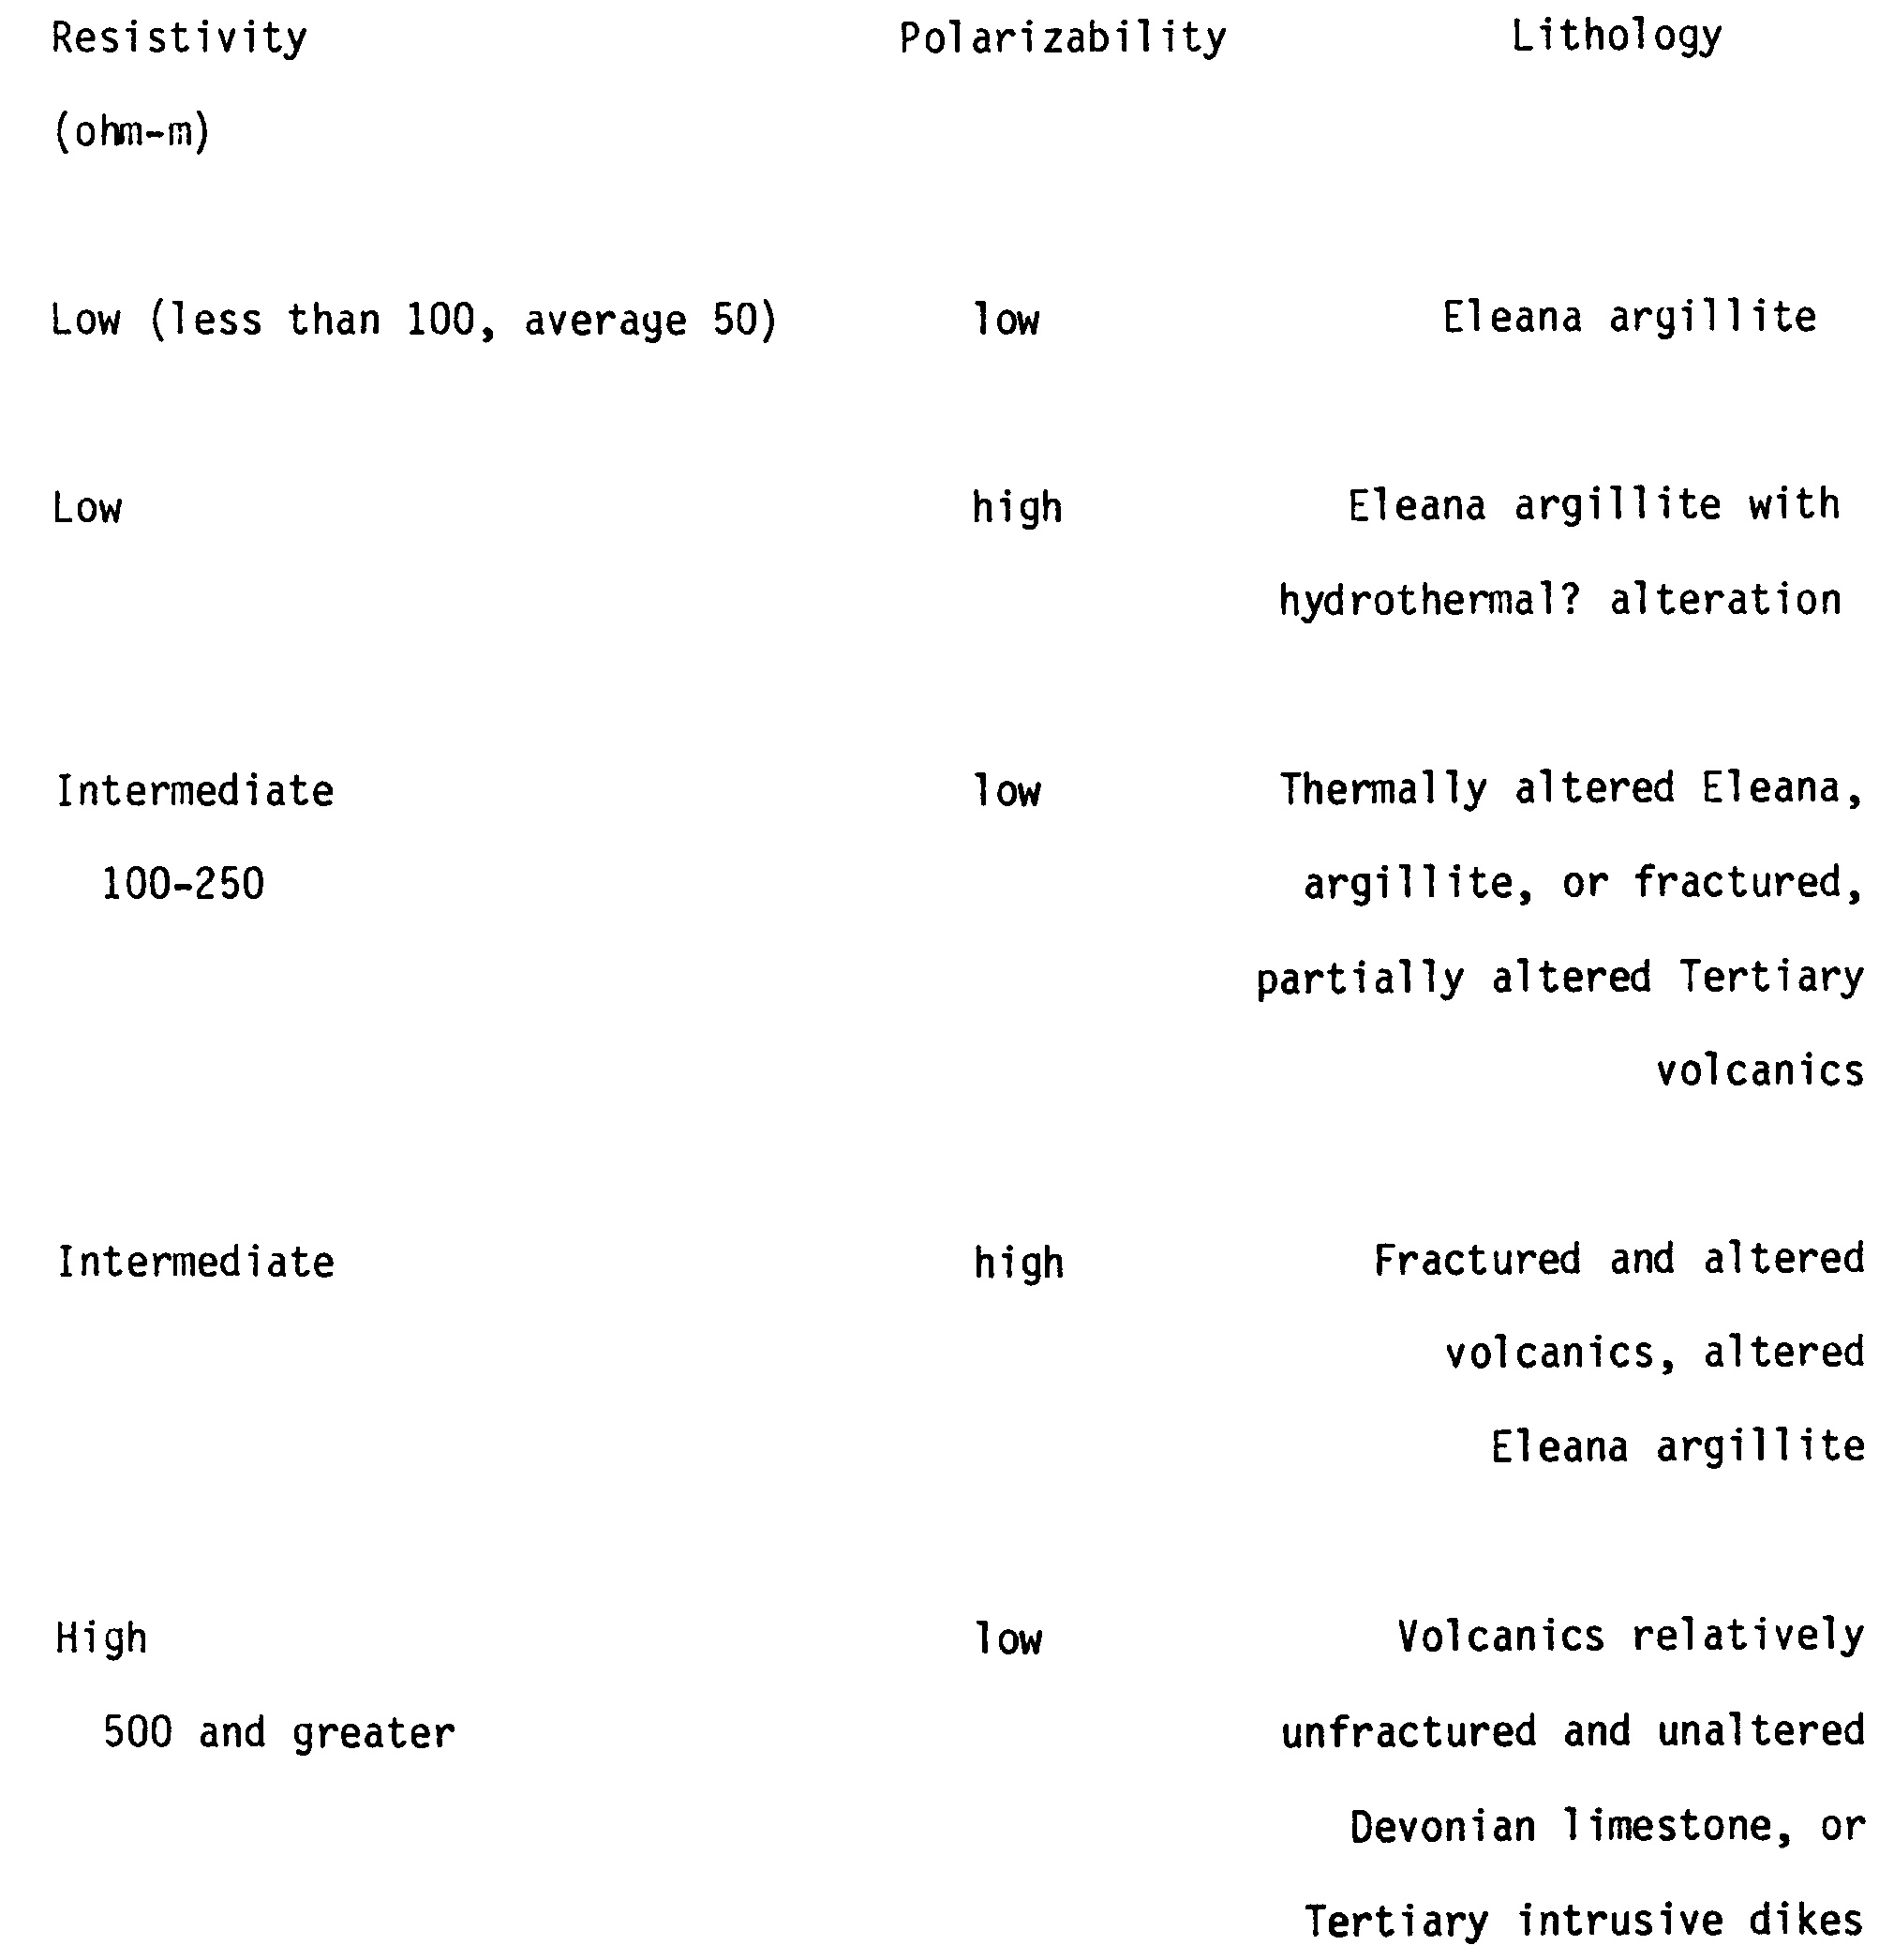 Resistivity Polarizability Lithology
(ohm-m)
Low (less than 100, average 50) low Eleana argillite
Low high Eleana argillite with
hydrothermal? alteration
Intermediate low Thermally altered Eleana,
100-250 argillite, or fractured,
partially altered Tertiary
volcanics
Intermediate high Fractured and altered
volcanics, altered
Eleana argillite
High low Volcanics relatively
500 and greater unfractured and unaltered
Devonian limestone, or
Tertiary intrusive dikes